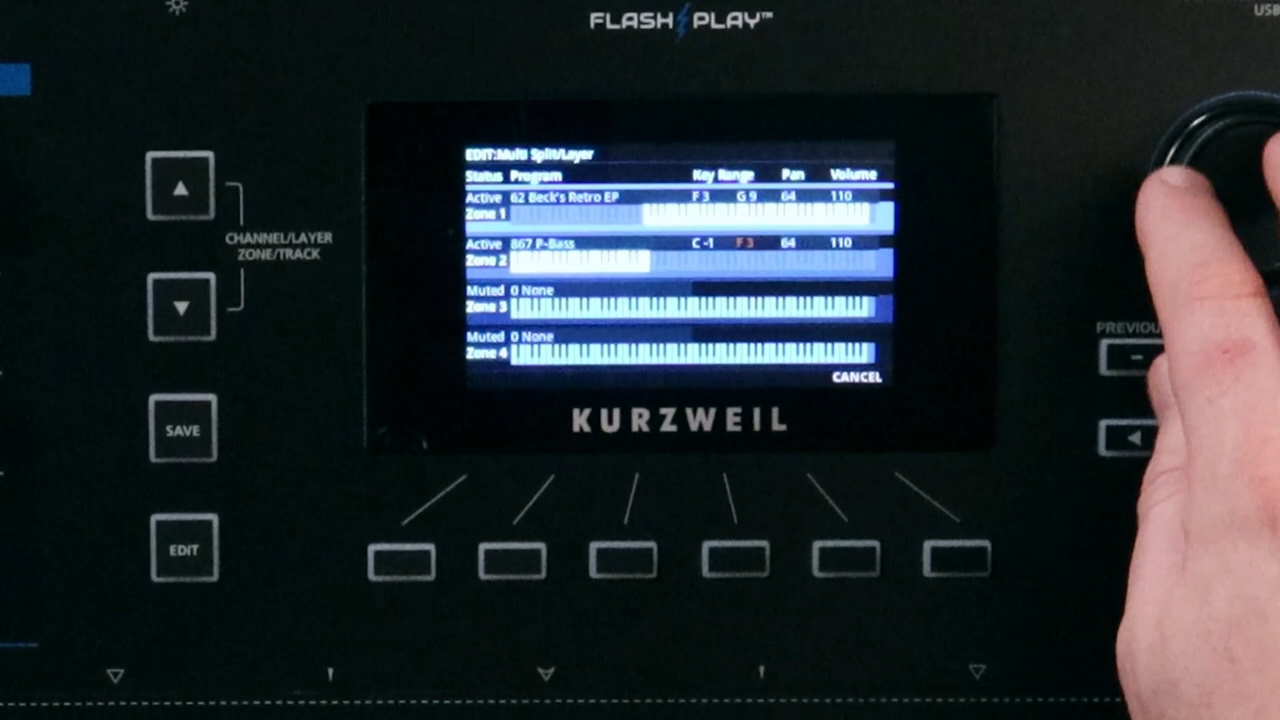 FLASH PLAY™
USB
CHANNEL/LAYER
ZONE/TRACK
SAVE
EDIT
EDIT:Multi Split/Layer
Status Program Key Range Pan Volume
Active 62 Beck's Retro EP F 3 G 9 64 110
Zone 1
Active 867 P-Bass C -1 F 3 64 110
Zone 2
Muted 0 None
Zone 3
Muted 0 None
Zone 4
CANCEL
KURZWEIL
PREVIOU
-